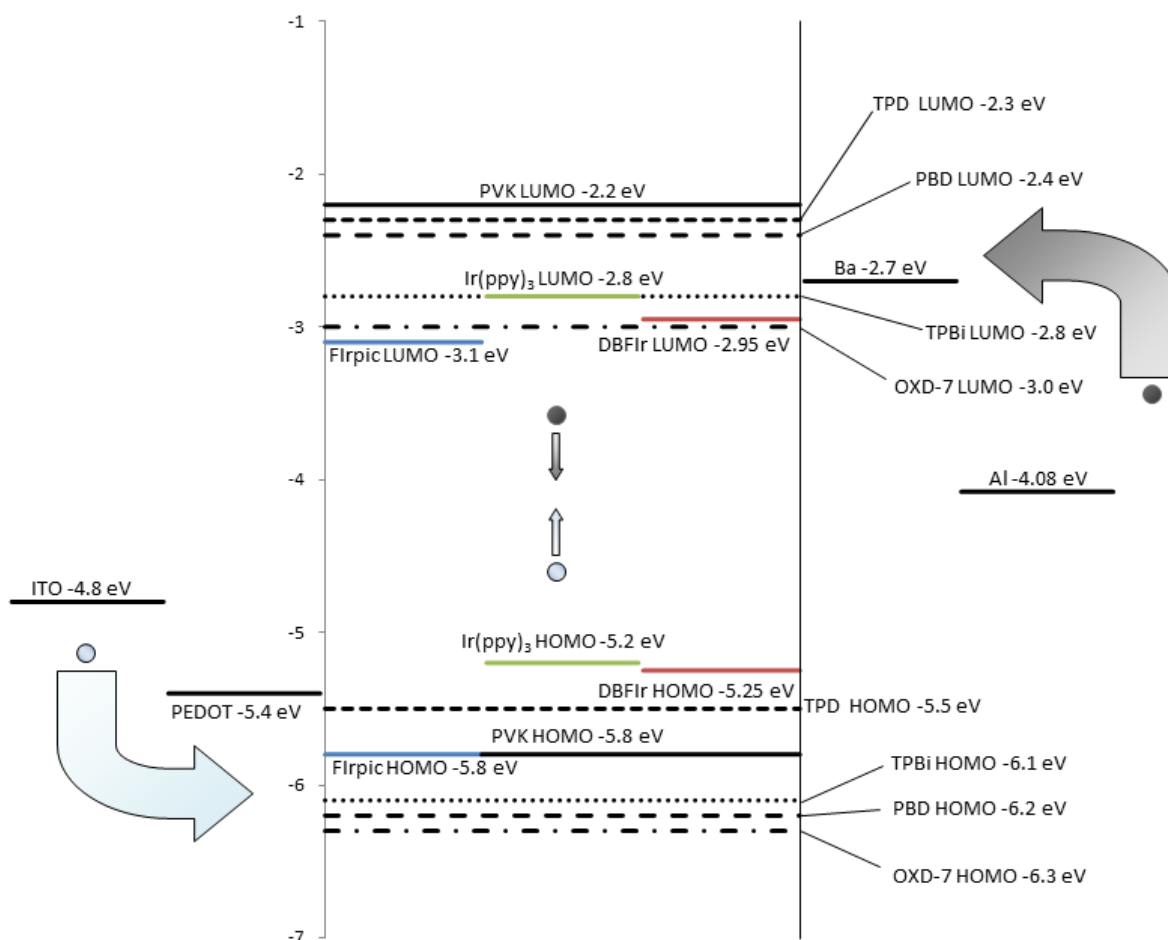 -1
TPD LUMO -2.3 eV
-2
PBD LUMO -2.4 eV
PVK LUMO -2.2 eV
Ba -2.7 eV
Ir(ppy)₃ LUMO -2.8 eV
-3
TPBi LUMO -2.8 eV
FIrpic LUMO -3.1 eV
DBFIr LUMO -2.95 eV
OXD-7 LUMO -3.0 eV
-4
Al -4.08 eV
ITO -4.8 eV
-5
Ir(ppy)₃ HOMO -5.2 eV
DBFIr HOMO -5.25 eV
PEDOT -5.4 eV
TPD HOMO -5.5 eV
PVK HOMO -5.8 eV
FIrpic HOMO -5.8 eV
TPBi HOMO -6.1 eV
-6
PBD HOMO -6.2 eV
OXD-7 HOMO -6.3 eV
-7